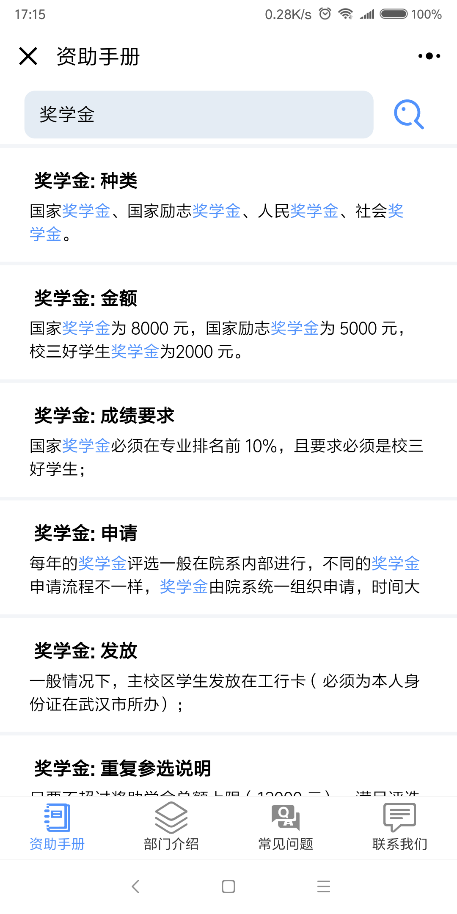 17:15
0.28K/s
100%
资助手册
奖学金
奖学金: 种类
国家奖学金、国家励志奖学金、人民奖学金、社会奖
学金。
奖学金: 金额
国家奖学金为 8000 元，国家励志奖学金为 5000 元，
校三好学生奖学金为2000 元。
奖学金: 成绩要求
国家奖学金必须在专业排名前 10%，且要求必须是校三
好学生；
奖学金: 申请
每年的奖学金评选一般在院系内部进行，不同的奖学金
申请流程不一样，奖学金由院系统一组织申请，时间大
奖学金: 发放
一般情况下，主校区学生发放在工行卡（必须为本人身
份证在武汉市所办）；
奖学金: 重复参选说明
资助手册
部门介绍
常见问题
联系我们